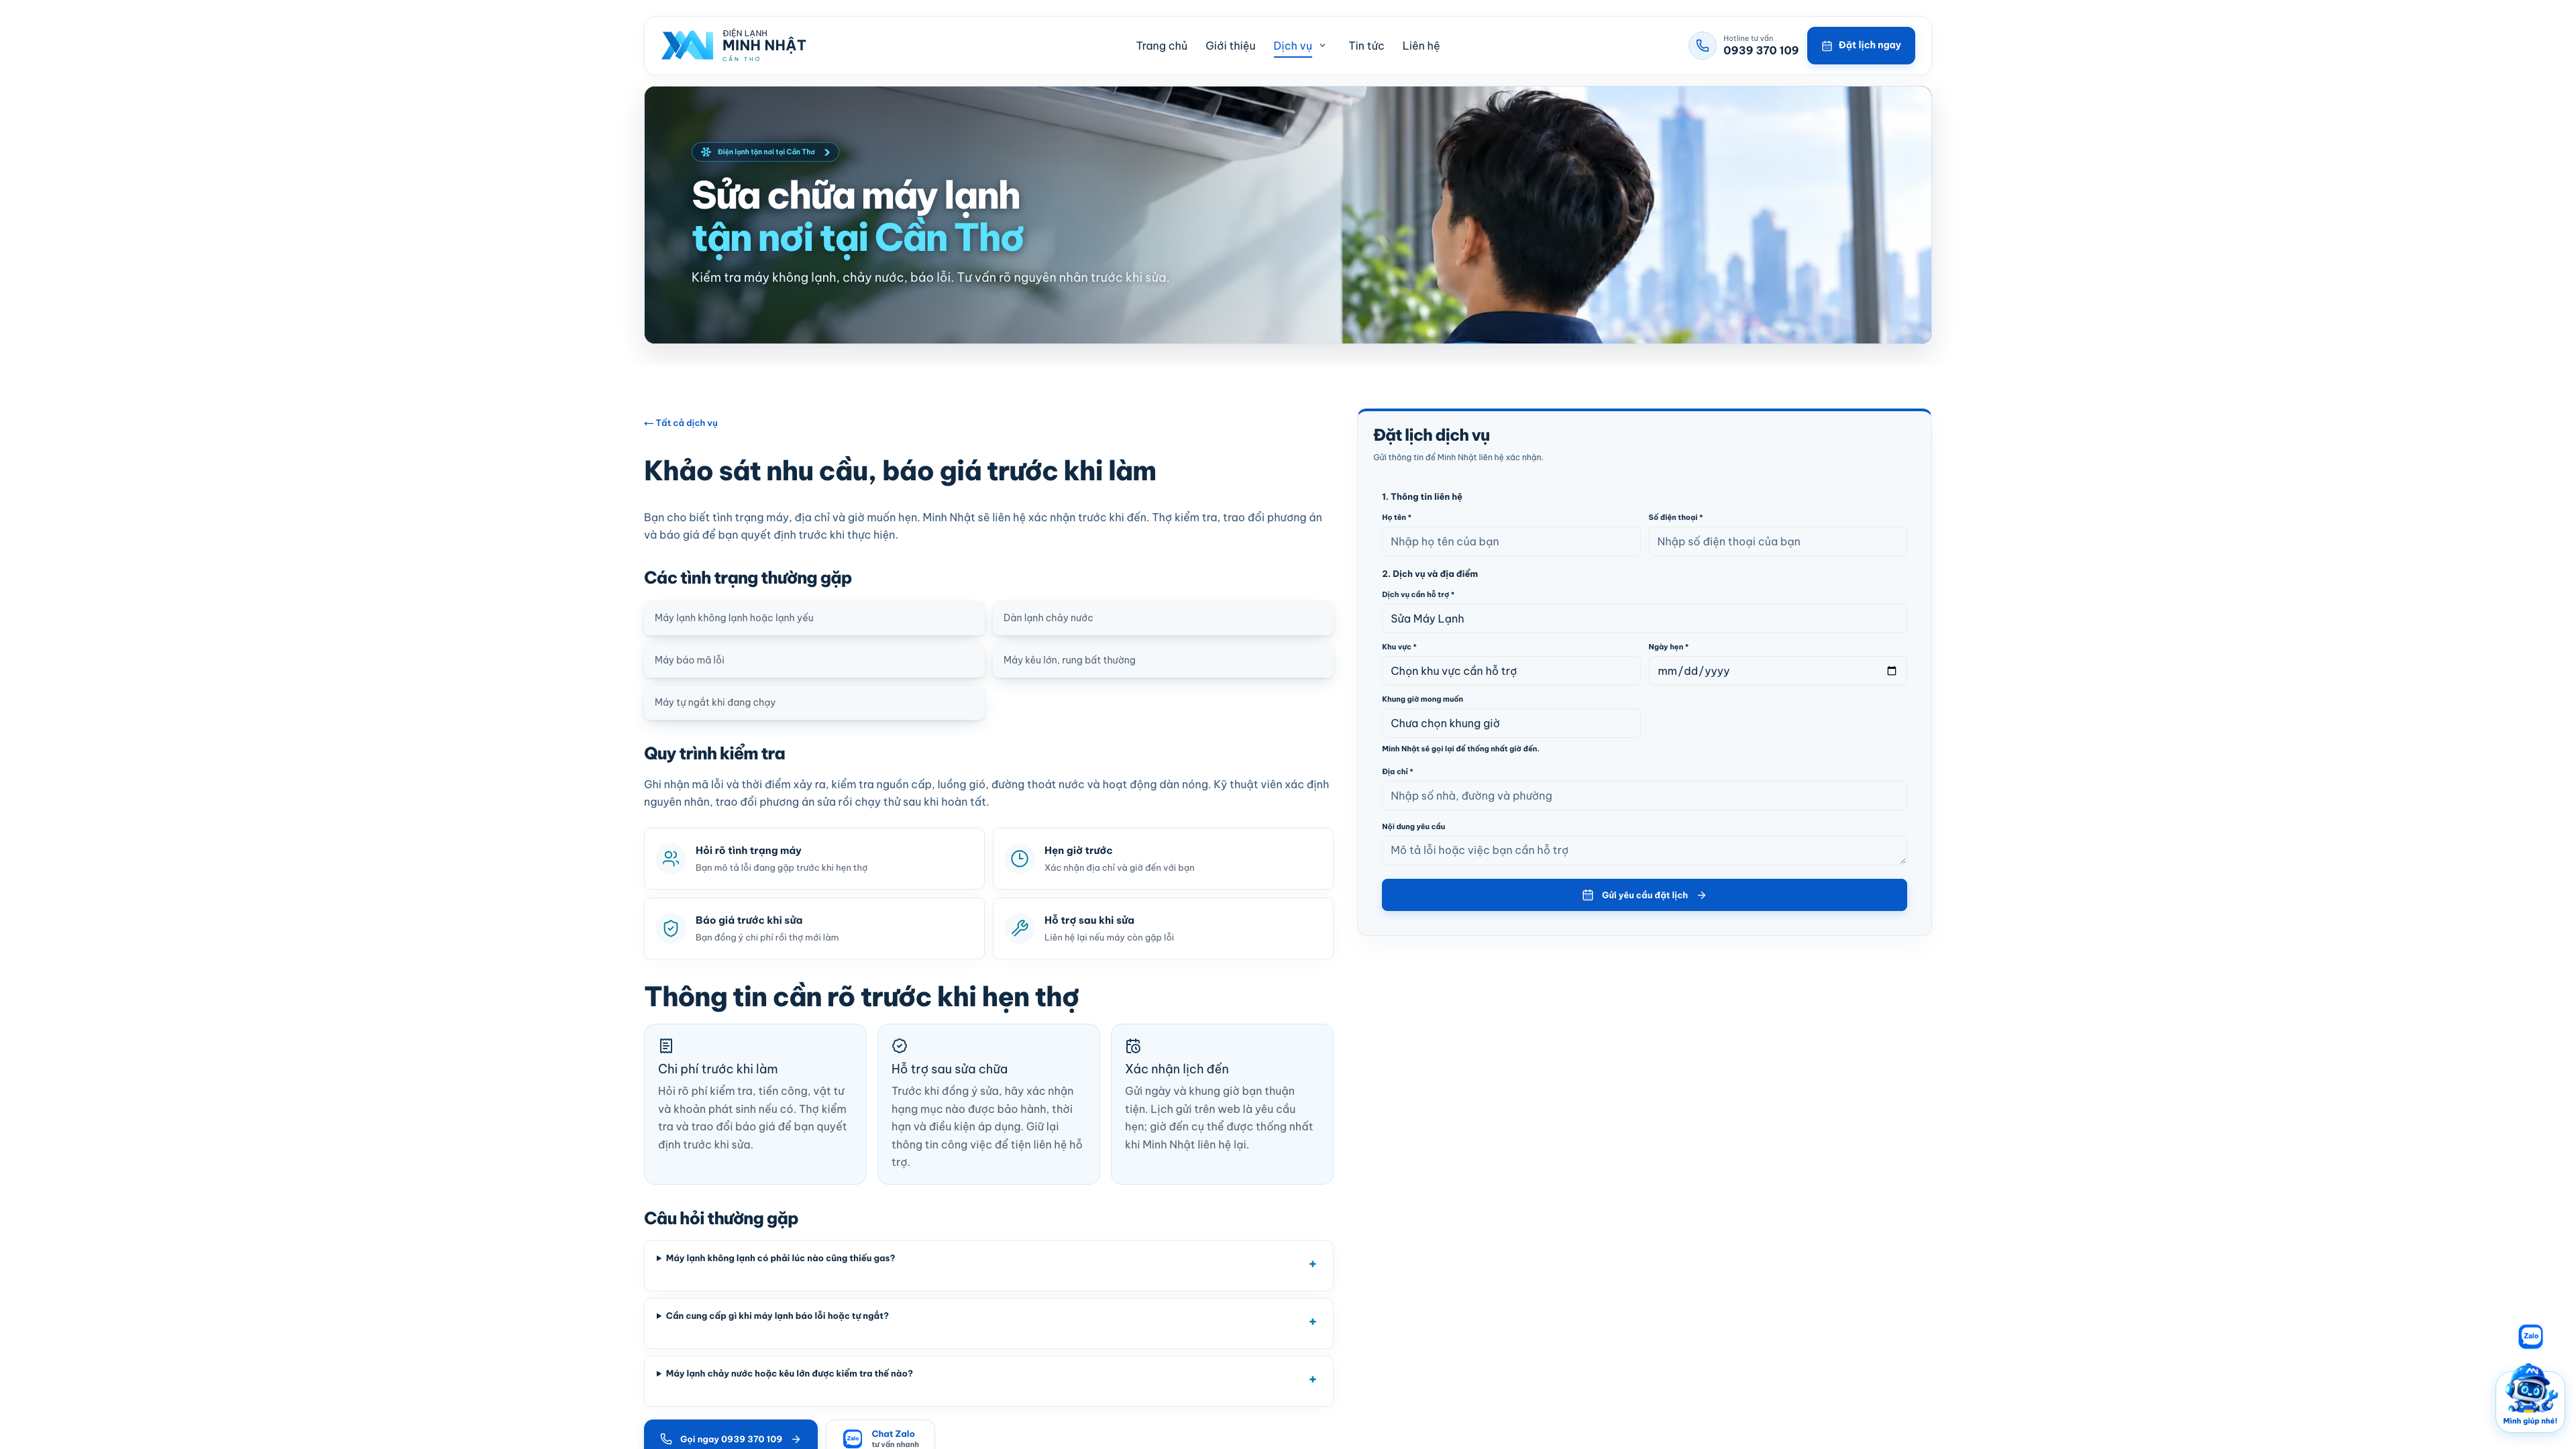 ĐIỆN LẠNH
MINH NHẬT
CẦN THƠ
Trang chủ
Giới thiệu
Dịch vụ
Tin tức
Liên hệ
Hotline tư vấn
0939 370 109
Đặt lịch ngay
Điện lạnh tận nơi tại Cần Thơ
Sửa chữa máy lạnh
tận nơi tại Cần Thơ
Kiểm tra máy không lạnh, chảy nước, báo lỗi. Tư vấn rõ nguyên nhân trước khi sửa.
← Tất cả dịch vụ
Khảo sát nhu cầu, báo giá trước khi làm
Bạn cho biết tình trạng máy, địa chỉ và giờ muốn hẹn. Minh Nhật sẽ liên hệ xác nhận trước khi đến. Thợ kiểm tra, trao đổi phương án
và báo giá để bạn quyết định trước khi thực hiện.
Các tình trạng thường gặp
Máy lạnh không lạnh hoặc lạnh yếu
Dàn lạnh chảy nước
Máy báo mã lỗi
Máy kêu lớn, rung bất thường
Máy tự ngắt khi đang chạy
Quy trình kiểm tra
Ghi nhận mã lỗi và thời điểm xảy ra, kiểm tra nguồn cấp, luồng gió, đường thoát nước và hoạt động dàn nóng. Kỹ thuật viên xác định
nguyên nhân, trao đổi phương án sửa rồi chạy thử sau khi hoàn tất.
Hỏi rõ tình trạng máy
Bạn mô tả lỗi đang gặp trước khi hẹn thợ
Hẹn giờ trước
Xác nhận địa chỉ và giờ đến với bạn
Báo giá trước khi sửa
Bạn đồng ý chi phí rồi thợ mới làm
Hỗ trợ sau khi sửa
Liên hệ lại nếu máy còn gặp lỗi
Thông tin cần rõ trước khi hẹn thợ
Chi phí trước khi làm
Hỏi rõ phí kiểm tra, tiền công, vật tư
và khoản phát sinh nếu có. Thợ kiểm
tra và trao đổi báo giá để bạn quyết
định trước khi sửa.
Hỗ trợ sau sửa chữa
Trước khi đồng ý sửa, hãy xác nhận
hạng mục nào được bảo hành, thời
hạn và điều kiện áp dụng. Giữ lại
thông tin công việc để tiện liên hệ hỗ
trợ.
Xác nhận lịch đến
Gửi ngày và khung giờ bạn thuận
tiện. Lịch gửi trên web là yêu cầu
hẹn; giờ đến cụ thể được thống nhất
khi Minh Nhật liên hệ lại.
Câu hỏi thường gặp
Máy lạnh không lạnh có phải lúc nào cũng thiếu gas?
+
Cần cung cấp gì khi máy lạnh báo lỗi hoặc tự ngắt?
+
Máy lạnh chảy nước hoặc kêu lớn được kiểm tra thế nào?
+
Gọi ngay 0939 370 109
Zalo
Chat Zalo
tư vấn nhanh
Đặt lịch dịch vụ
Gửi thông tin để Minh Nhật liên hệ xác nhận.
1. Thông tin liên hệ
Họ tên *
Số điện thoại *
Nhập họ tên của bạn
Nhập số điện thoại của bạn
2. Dịch vụ và địa điểm
Dịch vụ cần hỗ trợ *
Sửa Máy Lạnh
Khu vực *
Ngày hẹn *
Chọn khu vực cần hỗ trợ
mm/dd/yyyy
Khung giờ mong muốn
Chưa chọn khung giờ
Minh Nhật sẽ gọi lại để thống nhất giờ đến.
Địa chỉ *
Nhập số nhà, đường và phường
Nội dung yêu cầu
Mô tả lỗi hoặc việc bạn cần hỗ trợ
Gửi yêu cầu đặt lịch
Zalo
Mình giúp nhé!